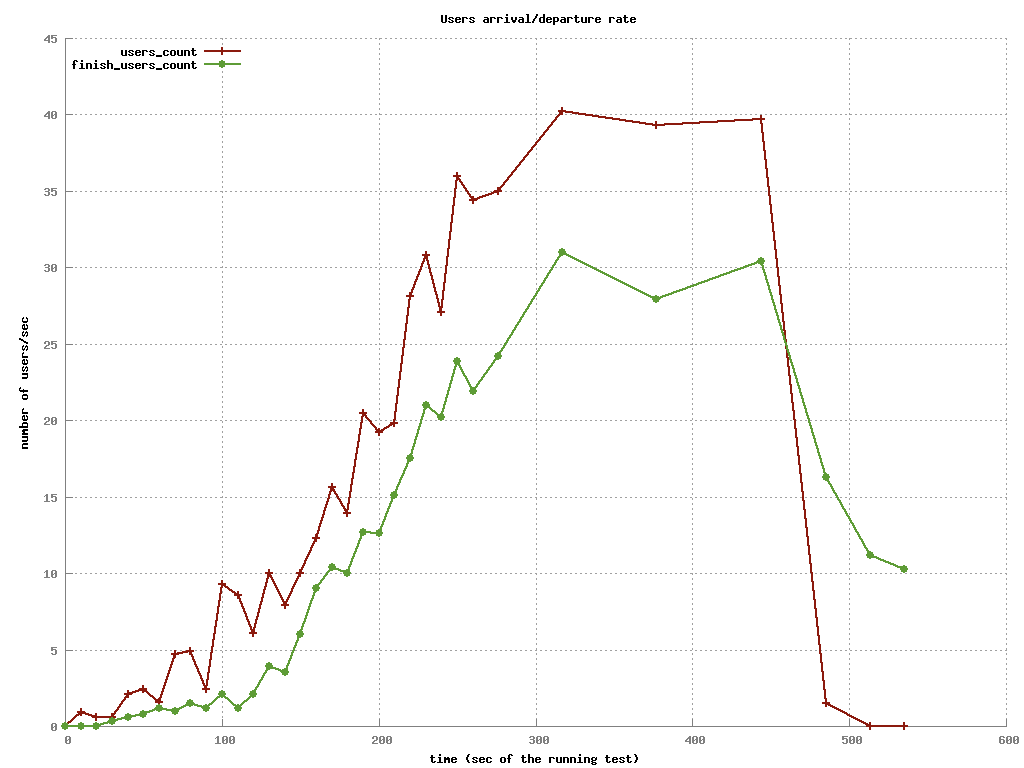 Users arrival/departure rate
users_count
finish_users_count
45
40
35
30
25
20
15
10
5
0
number of users/sec
0 100 200 300 400 500 600
time (sec of the running test)